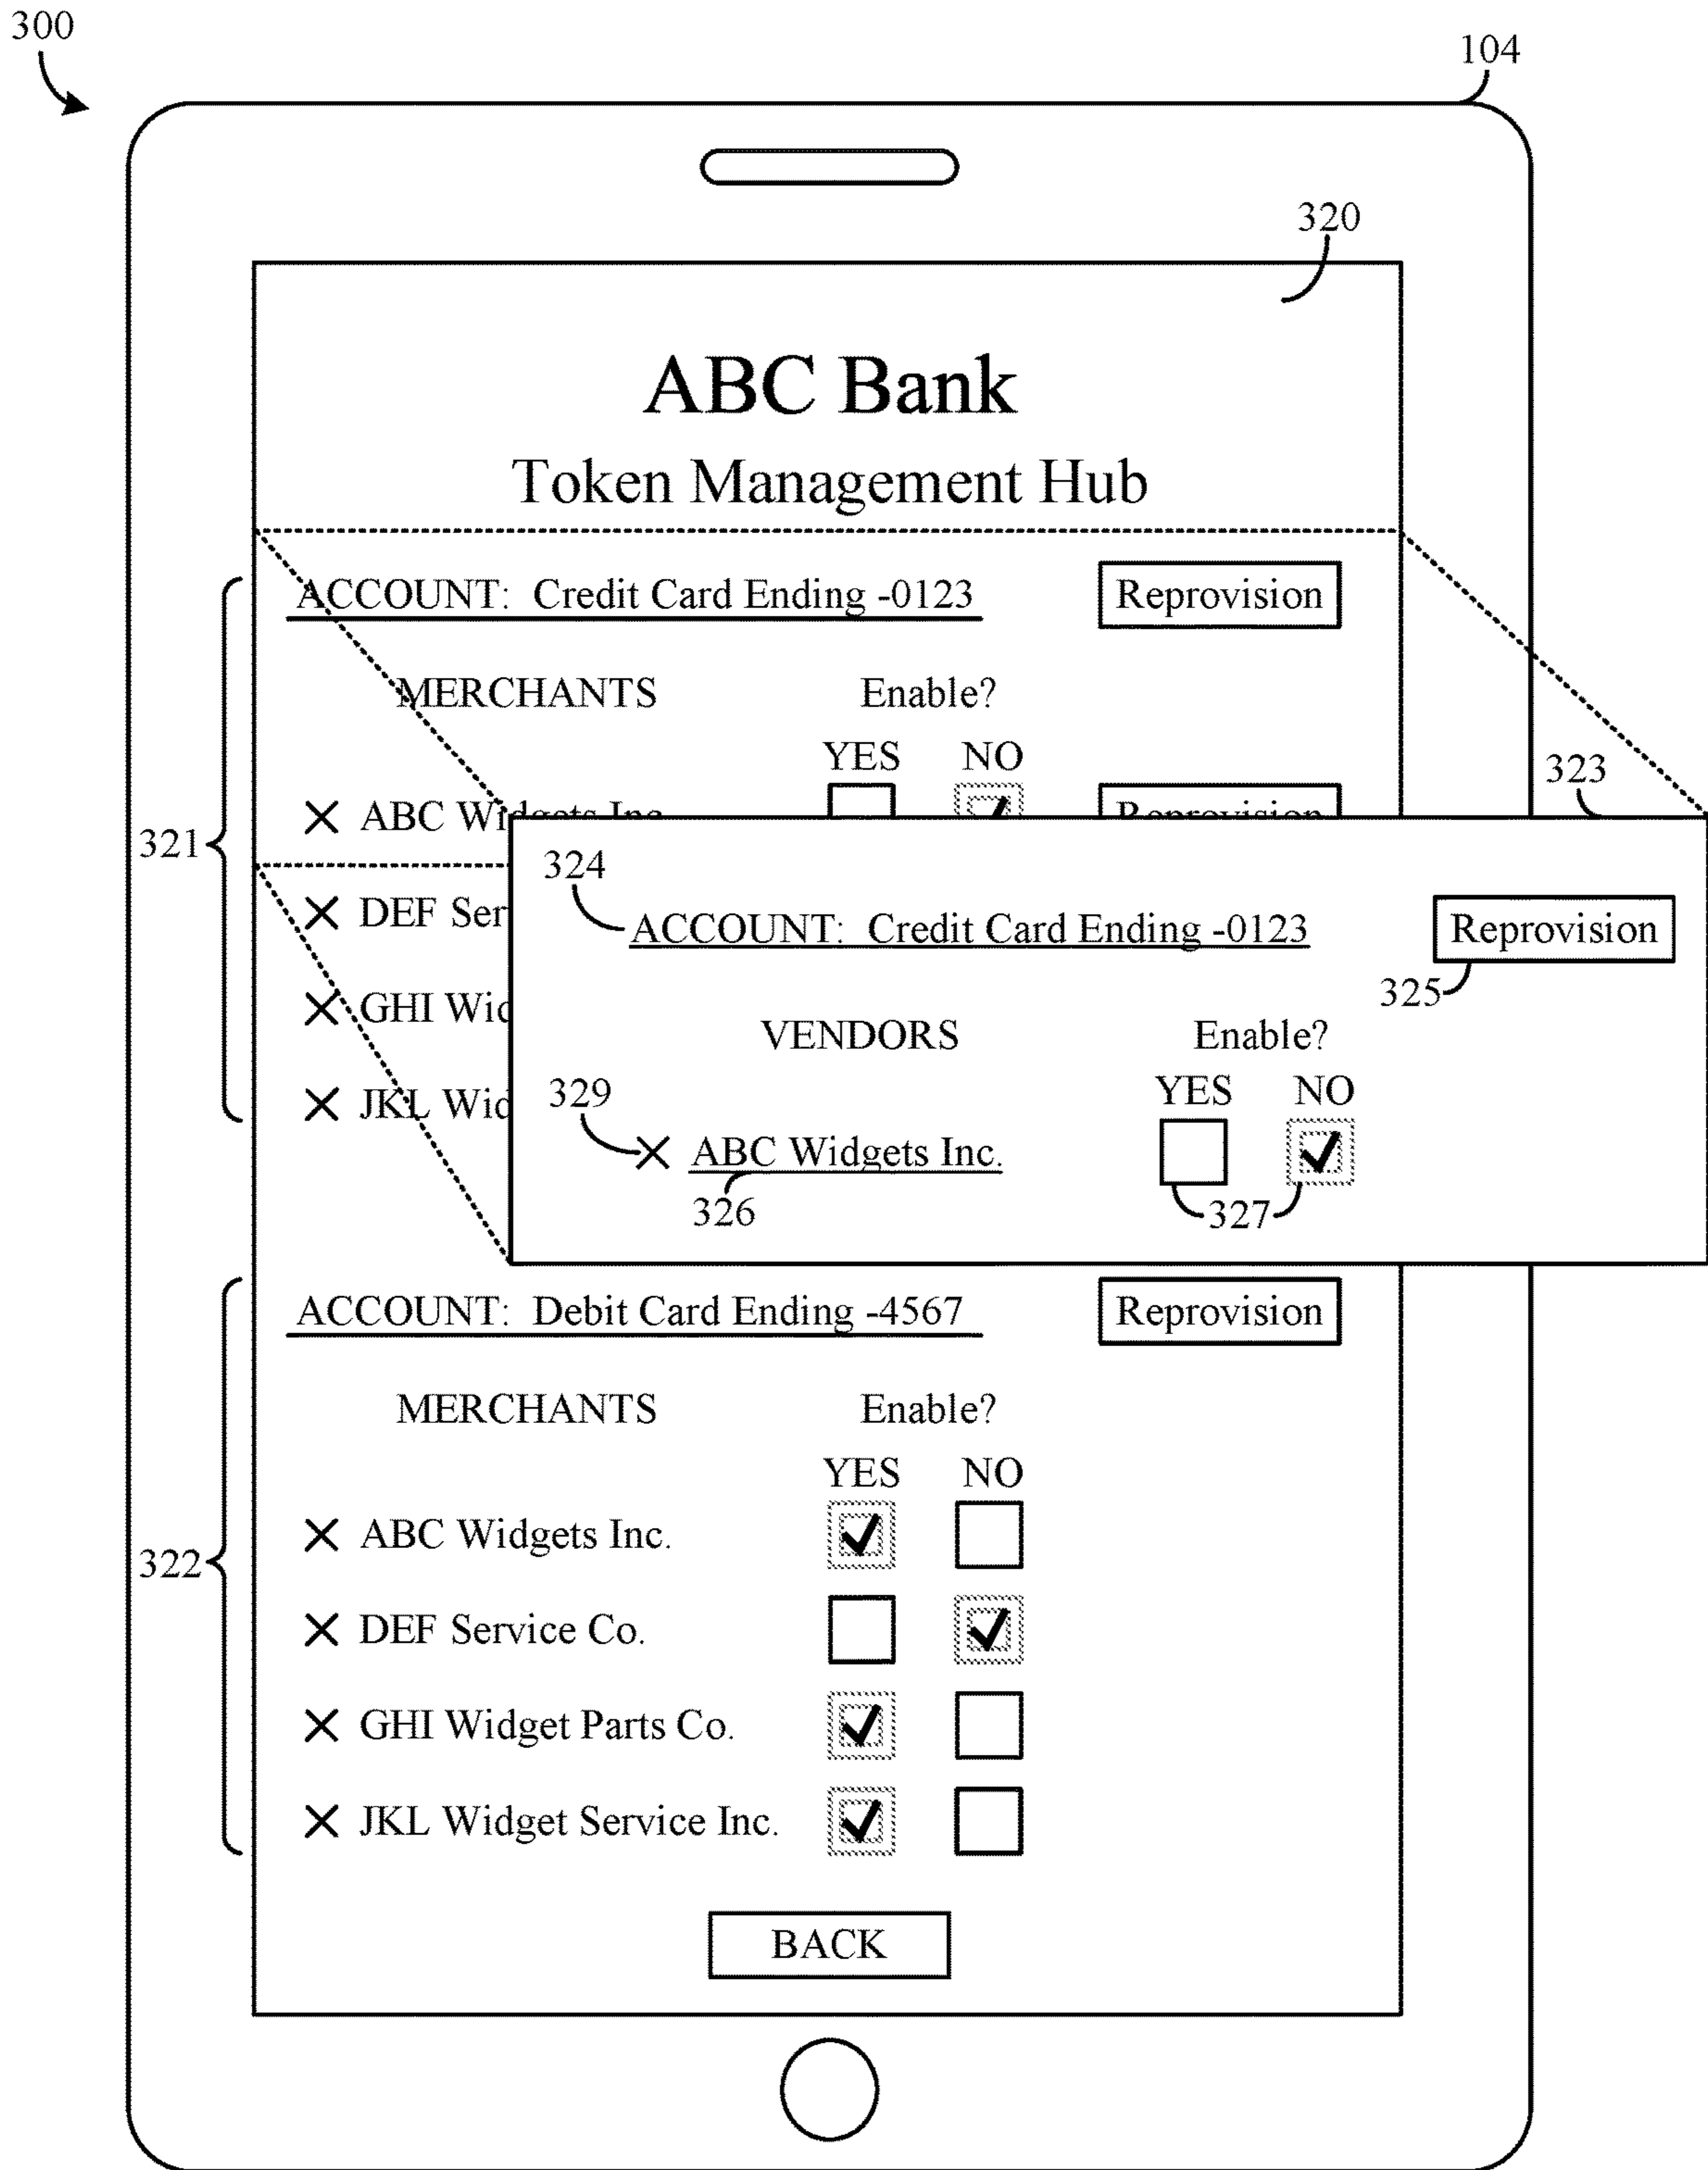 300
104
320
ABC Bank
Token Management Hub
ACCOUNT: Credit Card Ending -0123 Reprovision
MERCHANTS Enable?
YES NO
323
321
ABC Widgets Inc. Reprovision
324
DEF Ser
ACCOUNT: Credit Card Ending -0123 Reprovision
325
GHI Wid
VENDORS Enable?
329
YES NO
JKL Wid
ABC Widgets Inc.
326
327
ACCOUNT: Debit Card Ending -4567 Reprovision
MERCHANTS Enable?
YES NO
322
ABC Widgets Inc.
DEF Service Co.
GHI Widget Parts Co.
JKL Widget Service Inc.
BACK